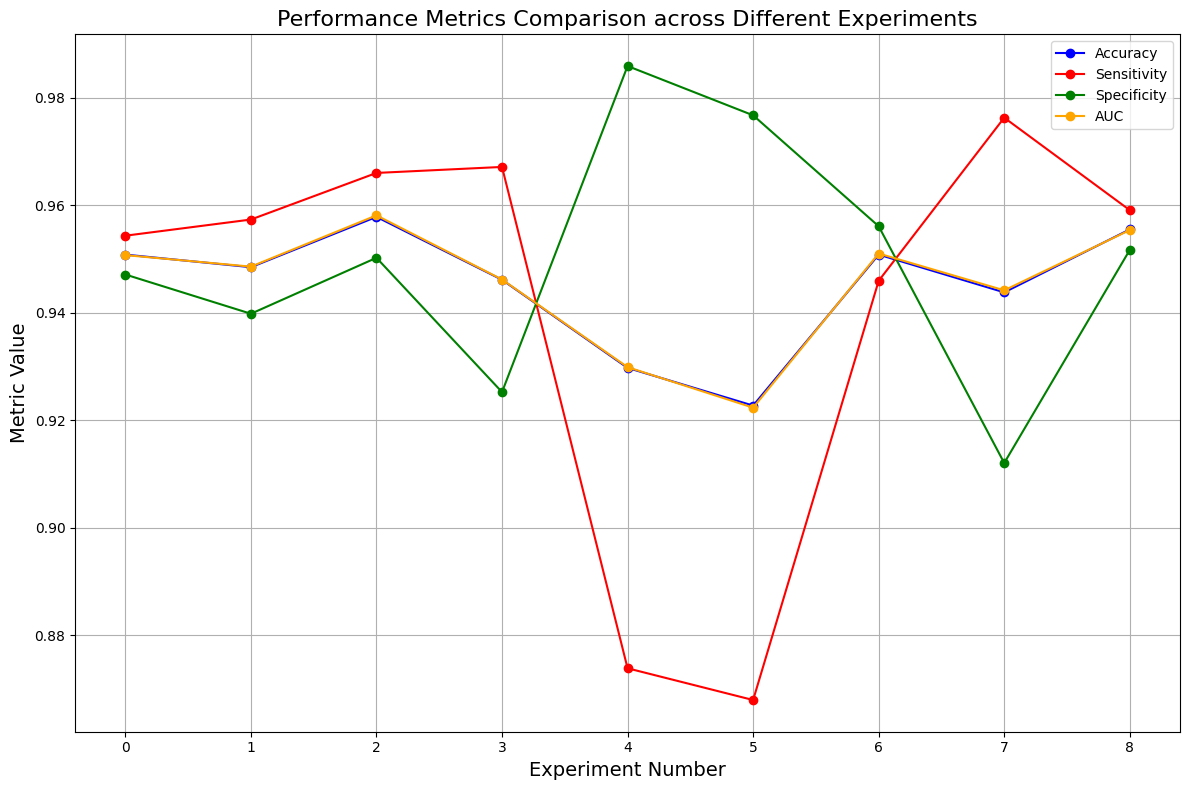 Performance Metrics Comparison across Different Experiments
Accuracy
Sensitivity
Specificity
AUC
Metric Value
0.98
0.96
0.94
0.92
0.90
0.88
0 1 2 3 4 5 6 7 8
Experiment Number